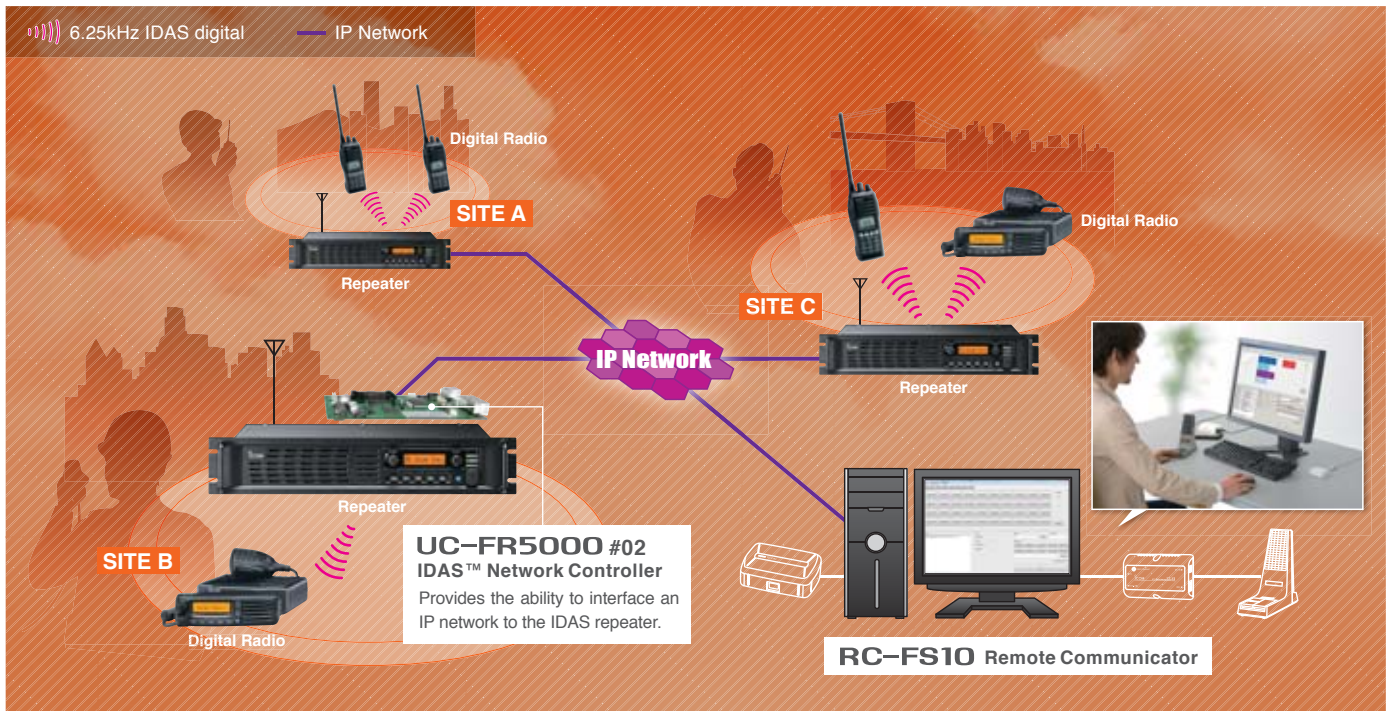 6.25kHz IDAS digital
IP Network
Digital Radio
SITE A
Repeater
Digital Radio
SITE C
Repeater
IP Network
Repeater
SITE B
Digital Radio
UC-FR5000 #02
IDAS™ Network Controller
Provides the ability to interface an
IP network to the IDAS repeater.
RC-FS10 Remote Communicator